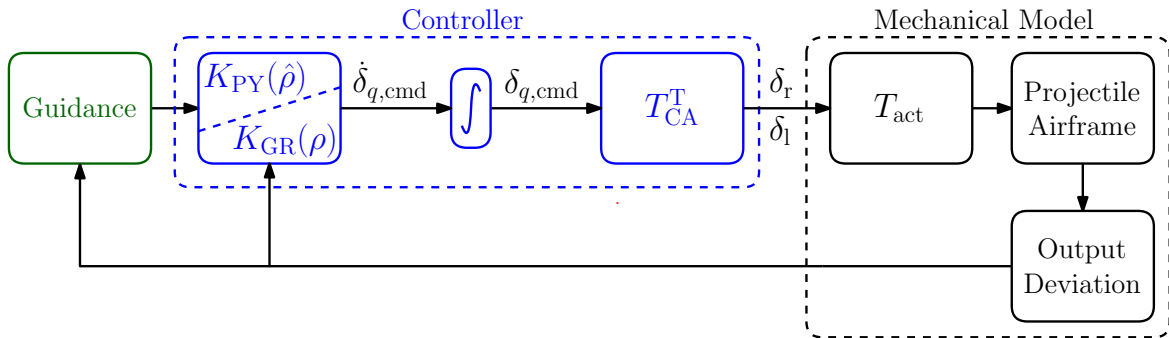 Controller
Mechanical Model
Guidance
K_PY(ρ̂)
K_GR(ρ)
δ̇_q,cmd
∫
δ_q,cmd
T_CA^T
δ_r
δ_l
T_act
Projectile
Airframe
Output
Deviation